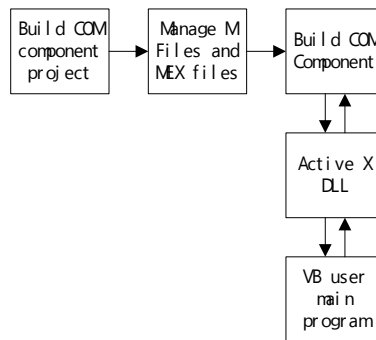 Build COM
component
project
Manage M
Files and
MEX files
Build COM
Component
Active X
DLL
VB user
main
program